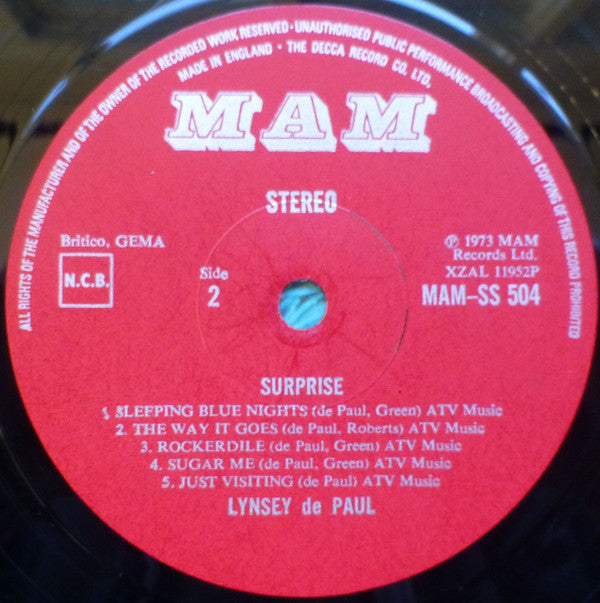 ALL RIGHTS OF THE MANUFACTURER AND OF THE OWNER OF THE RECORDED WORK RESERVED · UNAUTHORISED PUBLIC PERFORMANCE BROADCASTING AND COPYING OF THIS RECORD PROHIBITED
MADE IN ENGLAND · THE DECCA RECORD CO. LTD.
MAM
STEREO
Britico, GEMA
N.C.B.
Side
2
℗ 1973 MAM
Records Ltd.
XZAL 11952P
MAM-SS 504
SURPRISE
1. SLEEPING BLUE NIGHTS (de Paul, Green) ATV Music
2. THE WAY IT GOES (de Paul, Roberts) ATV Music
3. ROCKERDILE (de Paul, Green) ATV Music
4. SUGAR ME (de Paul, Green) ATV Music
5. JUST VISITING (de Paul) ATV Music
LYNSEY de PAUL